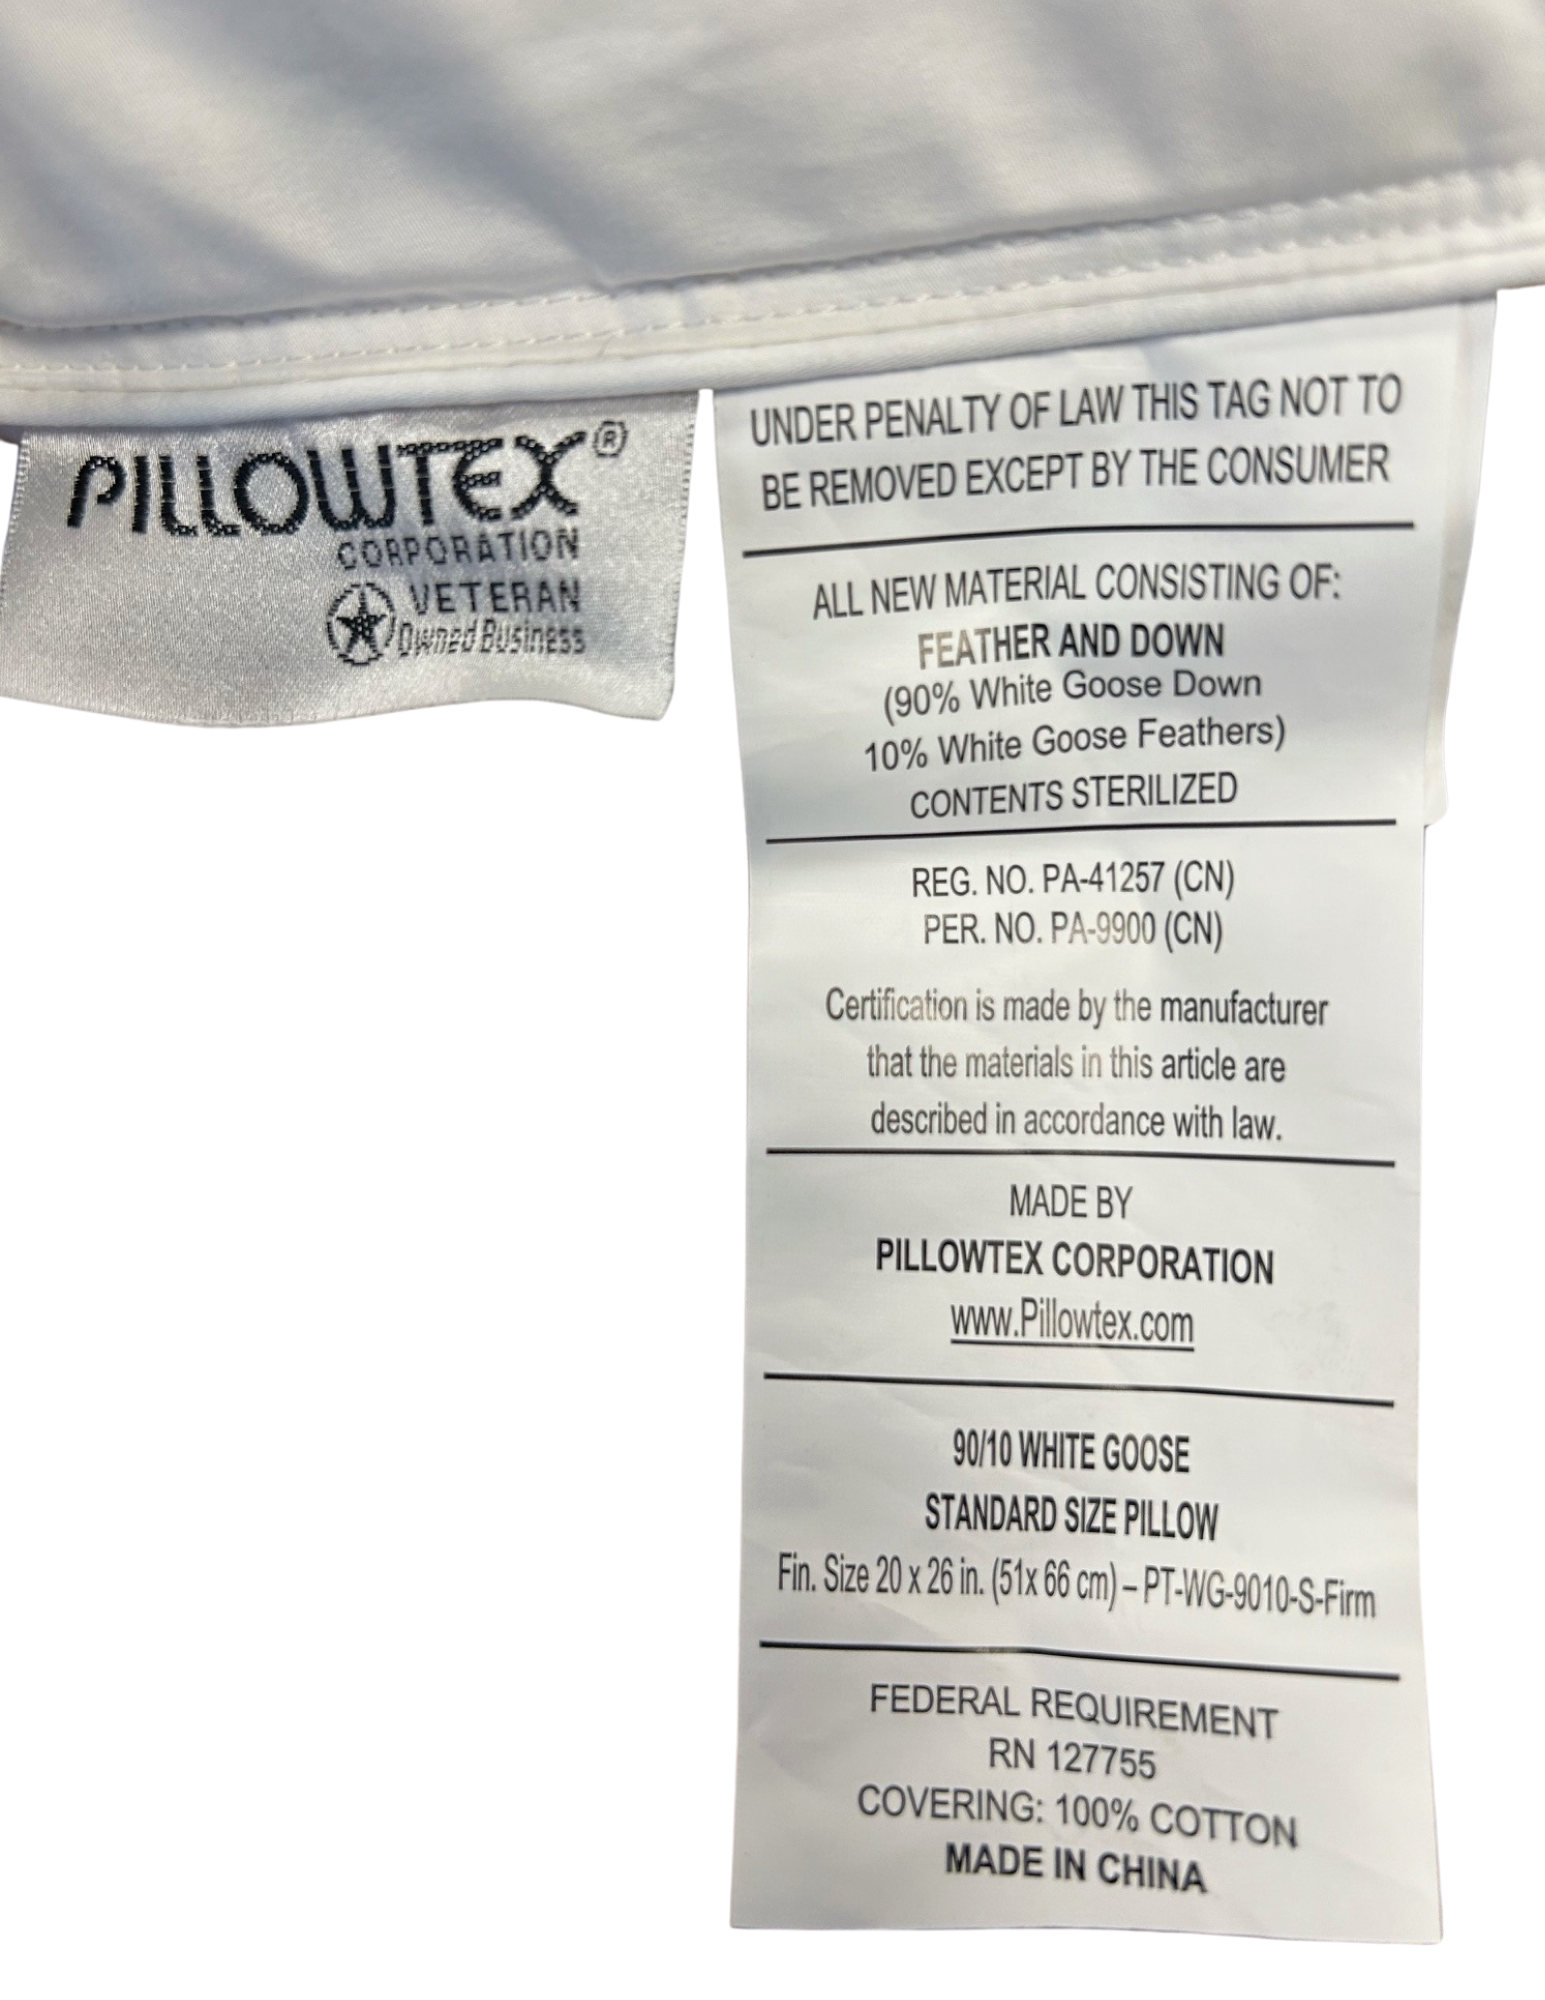 PILLOWTEX®
CORPORATION
VETERAN
Owned Business
UNDER PENALTY OF LAW THIS TAG NOT TO
BE REMOVED EXCEPT BY THE CONSUMER
ALL NEW MATERIAL CONSISTING OF:
FEATHER AND DOWN
(90% White Goose Down
10% White Goose Feathers)
CONTENTS STERILIZED
REG. NO. PA-41257 (CN)
PER. NO. PA-9900 (CN)
Certification is made by the manufacturer
that the materials in this article are
described in accordance with law.
MADE BY
PILLOWTEX CORPORATION
www.Pillowtex.com
90/10 WHITE GOOSE
STANDARD SIZE PILLOW
Fin. Size 20 x 26 in. (51x 66 cm) – PT-WG-9010-S-Firm
FEDERAL REQUIREMENT
RN 127755
COVERING: 100% COTTON
MADE IN CHINA